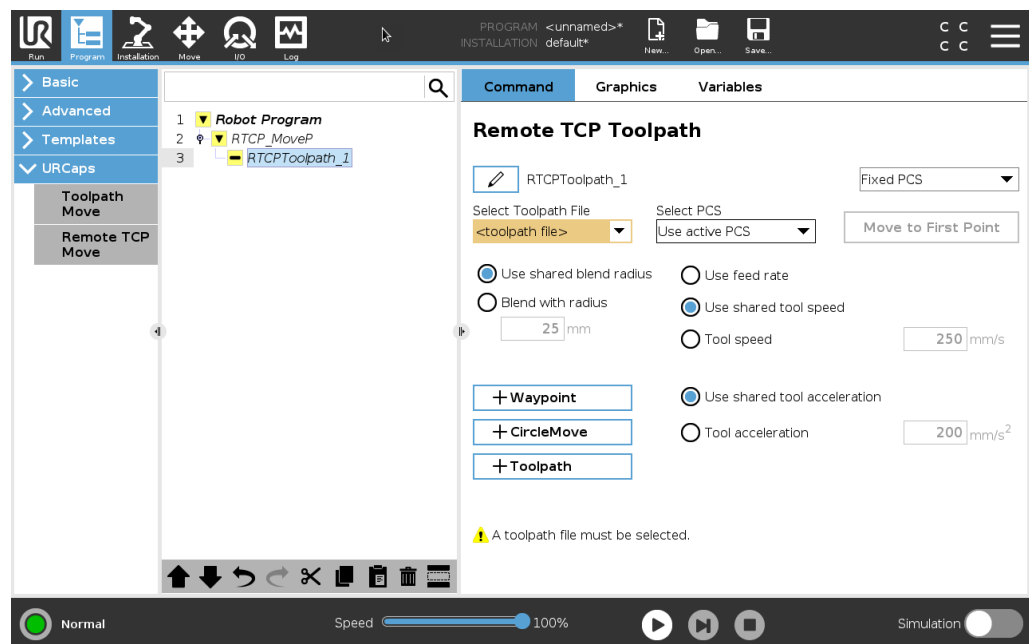 PROGRAM <unnamed>*
INSTALLATION default*
UR
Run
Program
Installation
Move
I/O
Log
New...
Open...
Save...
C C
C C
Basic
Advanced
Templates
URCaps
Toolpath
Move
Remote TCP
Move
1 Robot Program
2 RTCP_MoveP
3 RTCPToolpath_1
Command Graphics Variables
Remote TCP Toolpath
RTCPToolpath_1
Fixed PCS
Select Toolpath File
<toolpath file>
Select PCS
Use active PCS
Move to First Point
Use shared blend radius
Blend with radius
25 mm
Use feed rate
Use shared tool speed
Tool speed 250 mm/s
+ Waypoint
+ CircleMove
+ Toolpath
Use shared tool acceleration
Tool acceleration 200 mm/s²
A toolpath file must be selected.
Normal
Speed 100%
Simulation